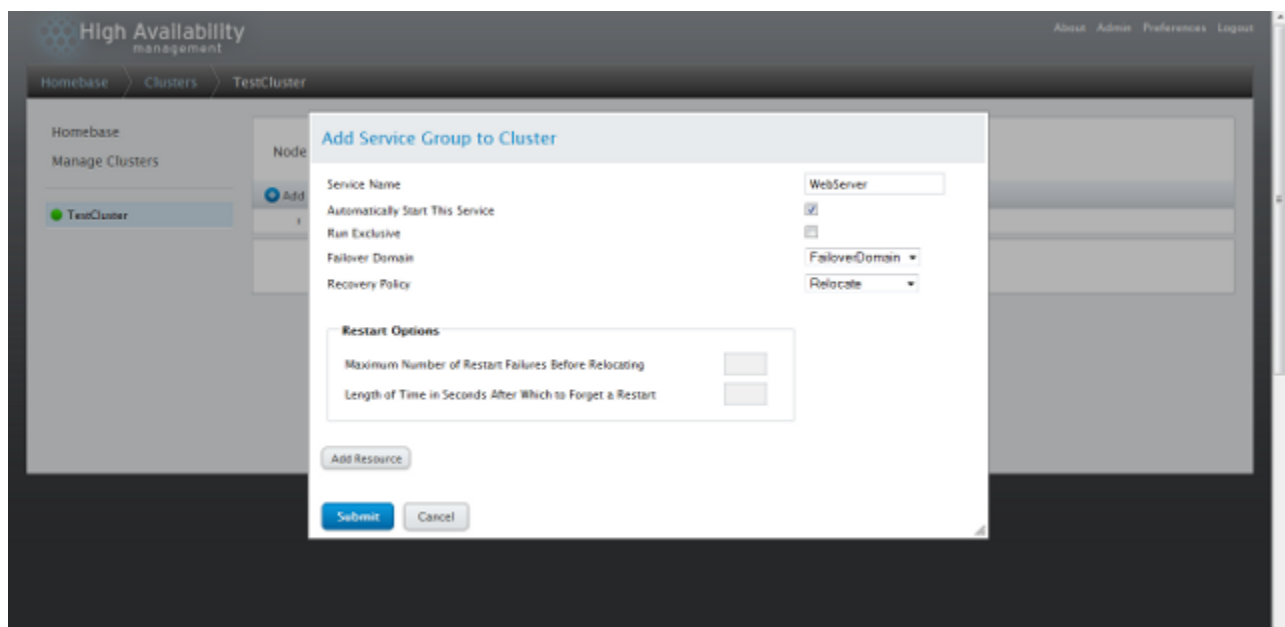 High Availability
management
About Admin Preferences Logout
Homebase Clusters TestCluster
Homebase
Manage Clusters
TestCluster
Node
Add
Add Service Group to Cluster
Service Name WebServer
Automatically Start This Service
Run Exclusive
Failover Domain FailoverDomain
Recovery Policy Relocate
Restart Options
Maximum Number of Restart Failures Before Relocating
Length of Time in Seconds After Which to Forget a Restart
Add Resource
Submit Cancel